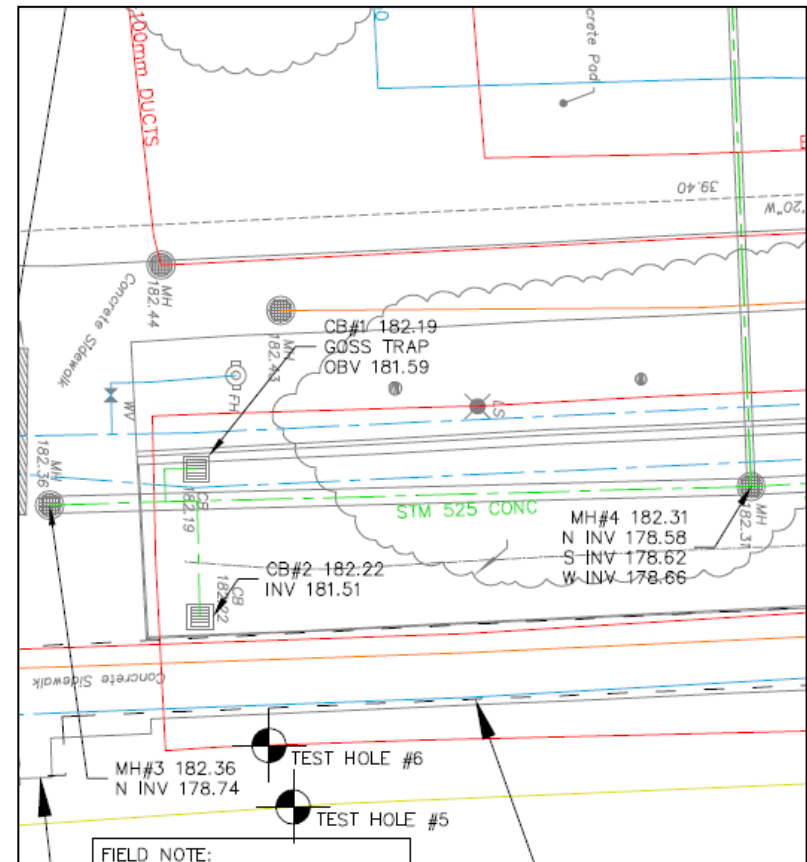 100mm DUCTS
crete Pad
39.40
'20"W
MH
182.44
Concrete Sidewalk
MH
182.43
CB#1 182.19
GOSS TRAP
OBV 181.59
FH
WV
LS
MH
182.36
CB
182.19
STM 525 CONC
MH#4 182.31
N INV 178.58
S INV 178.62
W INV 178.66
MH
182.31
CB#2 182.22
INV 181.51
CB
182.22
Concrete Sidewalk
MH#3 182.36
N INV 178.74
TEST HOLE #6
TEST HOLE #5
FIELD NOTE: